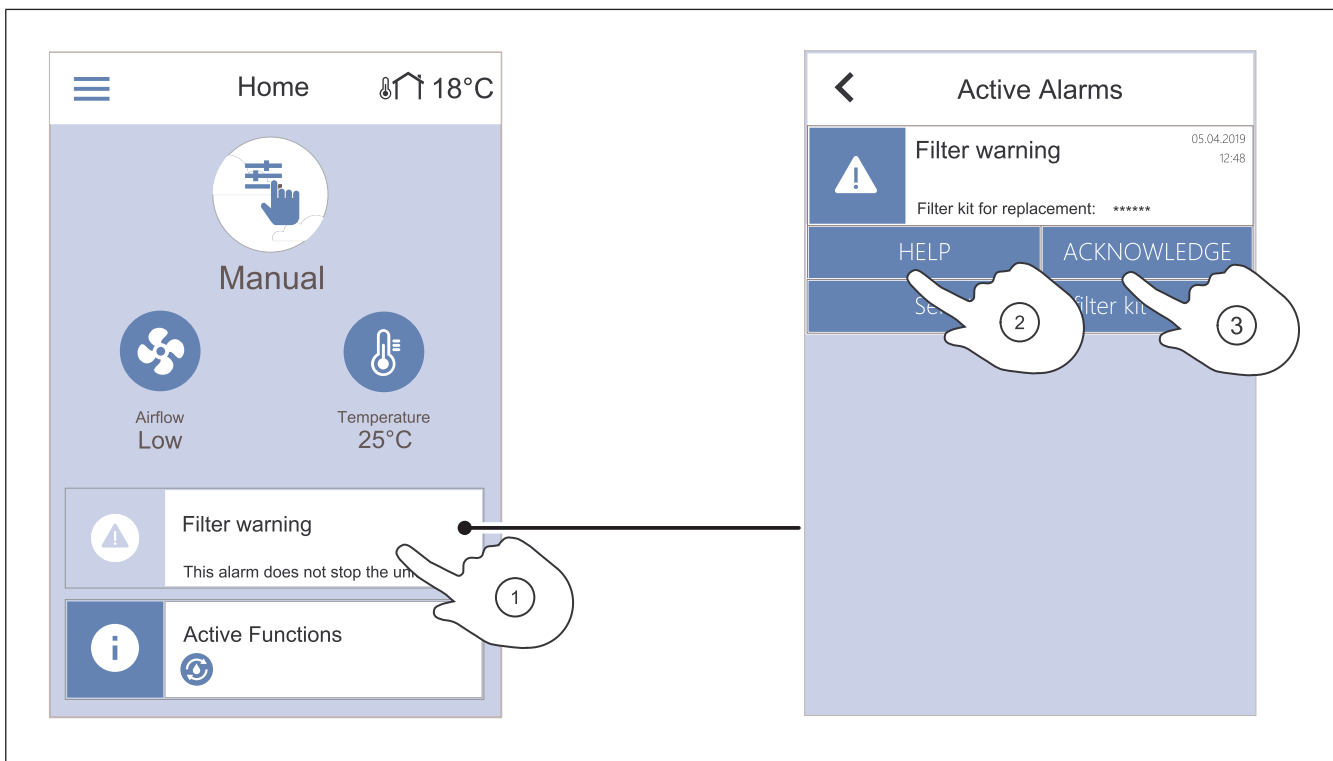 Home
18°C
Manual
Airflow
Low
Temperature
25°C
Filter warning
This alarm does not stop the
1
i
Active Functions
Active Alarms
Filter warning
05.04.2019
12:48
Filter kit for replacement: ******
HELP
ACKNOWLEDGE
filter kit
2
3